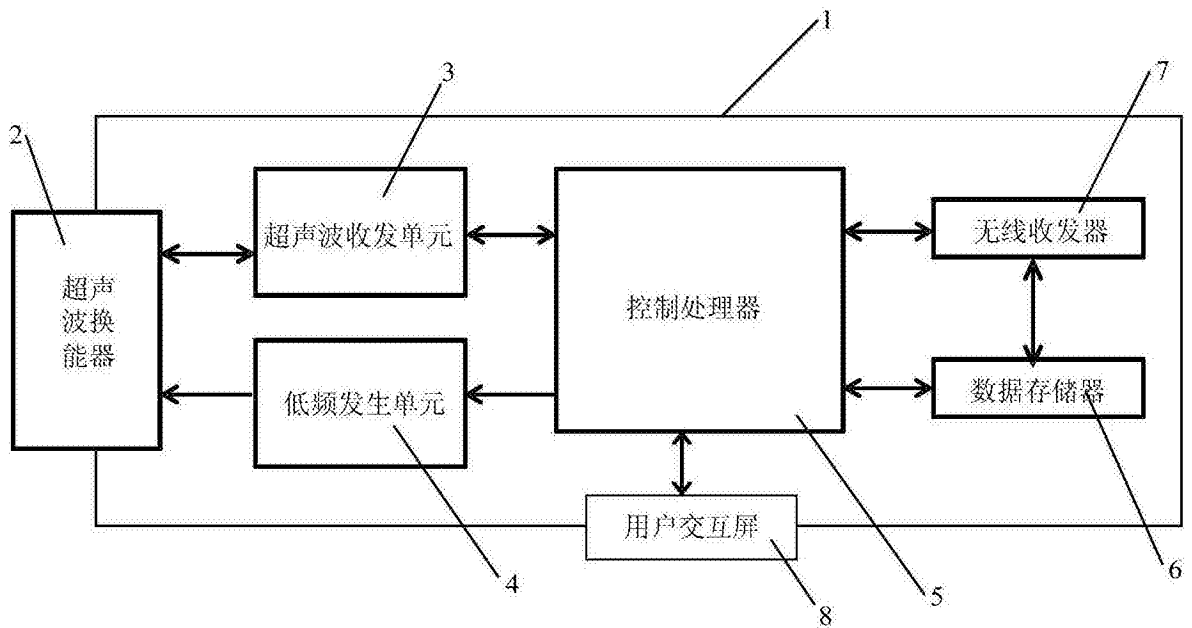 1
3
7
2
超声波收发单元
无线收发器
超声
波换
能器
控制处理器
低频发生单元
数据存储器
用户交互屏
4
8
5
6